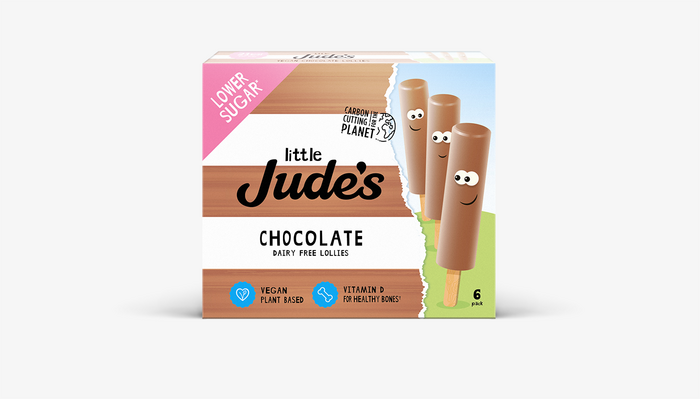 Jude's
LOWER
SUGAR*
CARBON
CUTTING
FOR THE
PLANET
little
Jude's
CHOCOLATE
DAIRY FREE LOLLIES
VEGAN
PLANT BASED
VITAMIN D
FOR HEALTHY BONES†
6
pack